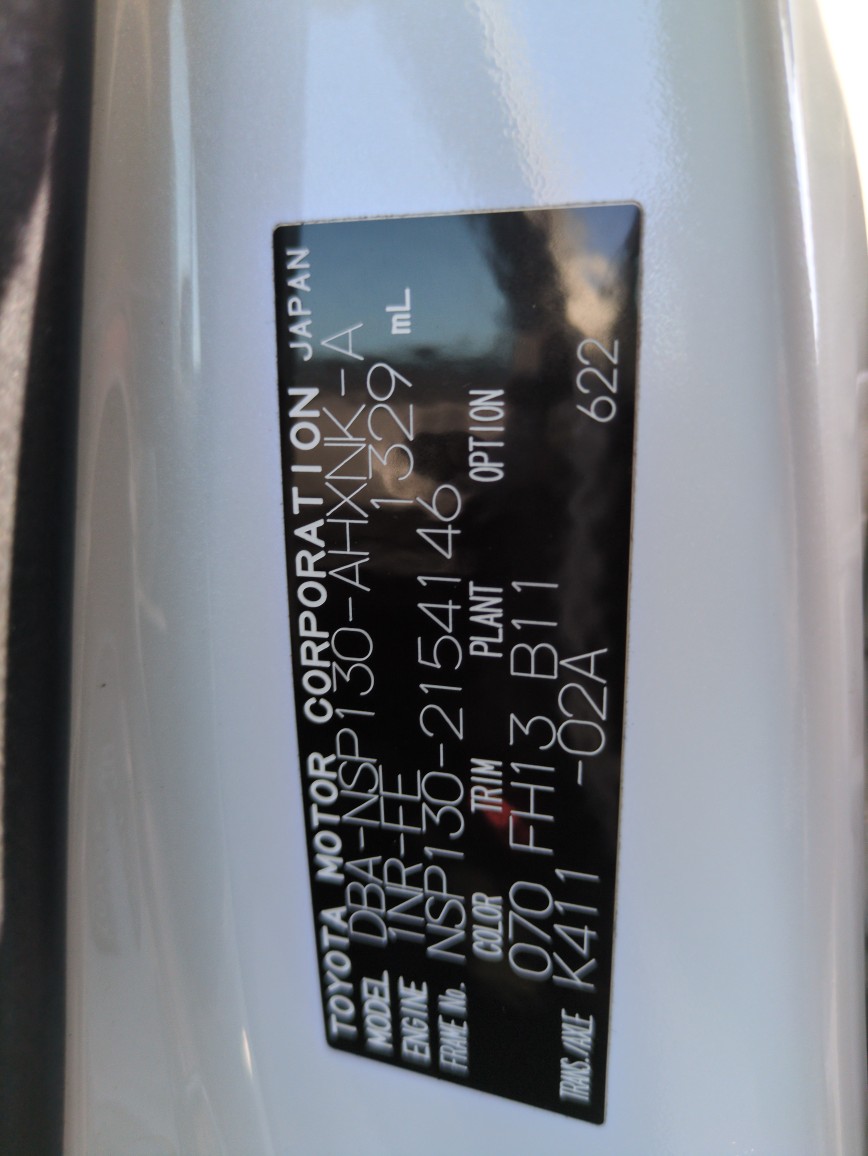 TOYOTA MOTOR CORPORATION JAPAN
MODEL DBA-NSP130-AHXNK-A
ENGINE 1NR-FE 1329 mL
FRAME No. NSP130-2154146
COLOR TRIM PLANT OPTION
070 FH13 B11
TRANS./AXLE K411 -02A 622